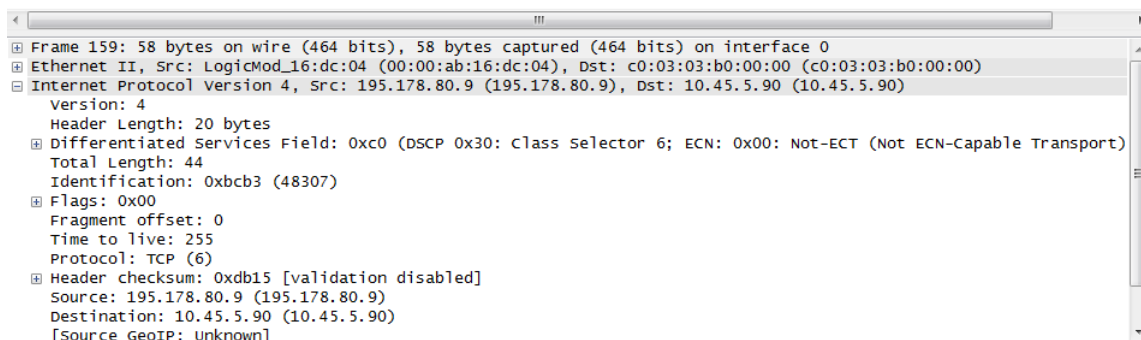 Frame 159: 58 bytes on wire (464 bits), 58 bytes captured (464 bits) on interface 0
Ethernet II, Src: LogicMod_16:dc:04 (00:00:ab:16:dc:04), Dst: c0:03:03:b0:00:00 (c0:03:03:b0:00:00)
Internet Protocol Version 4, Src: 195.178.80.9 (195.178.80.9), Dst: 10.45.5.90 (10.45.5.90)
Version: 4
Header Length: 20 bytes
Differentiated Services Field: 0xc0 (DSCP 0x30: Class Selector 6; ECN: 0x00: Not-ECT (Not ECN-Capable Transport)
Total Length: 44
Identification: 0xbcb3 (48307)
Flags: 0x00
Fragment offset: 0
Time to live: 255
Protocol: TCP (6)
Header checksum: 0xdb15 [validation disabled]
Source: 195.178.80.9 (195.178.80.9)
Destination: 10.45.5.90 (10.45.5.90)
[Source GeoIP: Unknown]